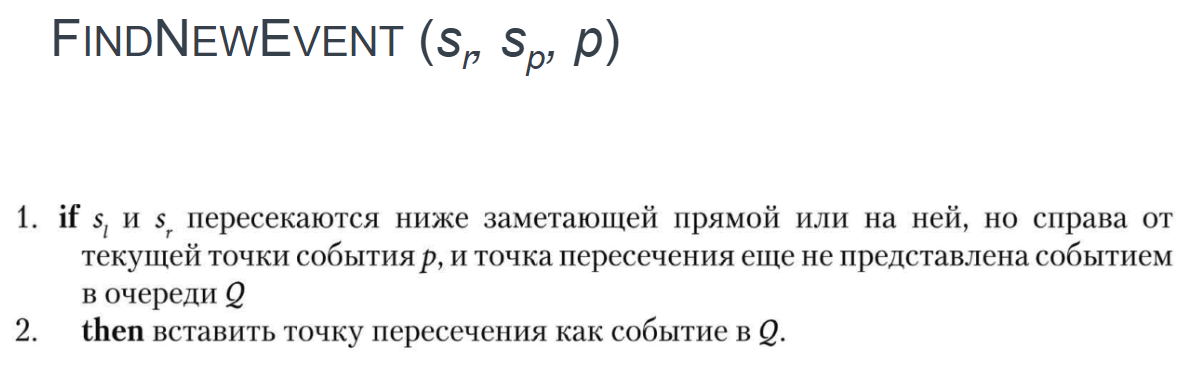 FINDNEWEVENT (s_r, s_p, p)
1. if s_l и s_r пересекаются ниже заметающей прямой или на ней, но справа от
текущей точки события p, и точка пересечения еще не представлена событием
в очереди Q
2. then вставить точку пересечения как событие в Q.